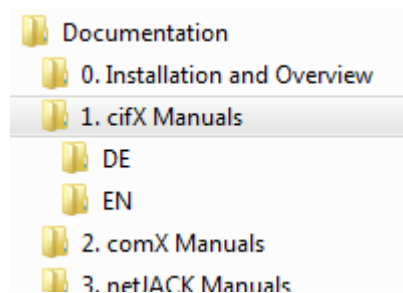 Documentation
0. Installation and Overview
1. cifX Manuals
DE
EN
2. comX Manuals
3. netJACK Manuals